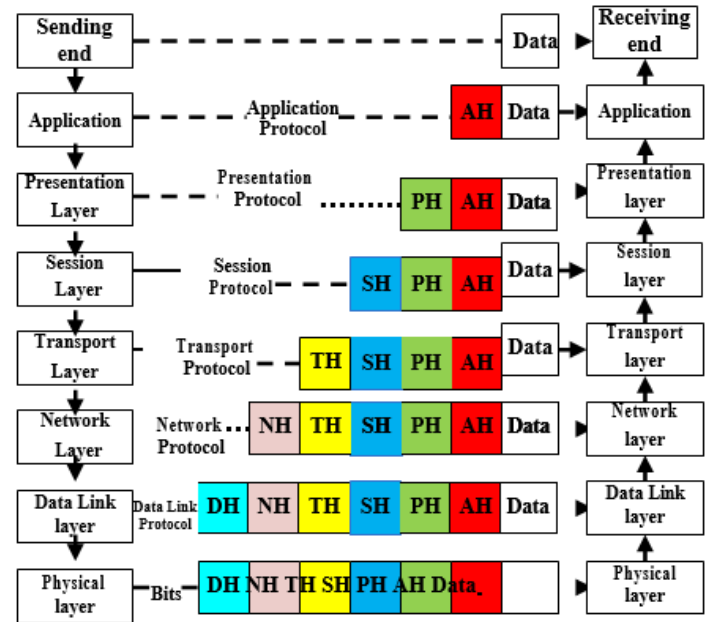 Sending end
Data
Receiving end
Application
Application Protocol
AH Data
Application
Presentation Layer
Presentation Protocol
PH AH Data
Presentation layer
Session Layer
Session Protocol
SH PH AH Data
Session layer
Transport Layer
Transport Protocol
TH SH PH AH Data
Transport layer
Network Layer
Network Protocol
NH TH SH PH AH Data
Network layer
Data Link layer
Data Link Protocol
DH NH TH SH PH AH Data
Data Link layer
Physical layer
Bits
DH NH TH SH PH AH Data.
Physical layer